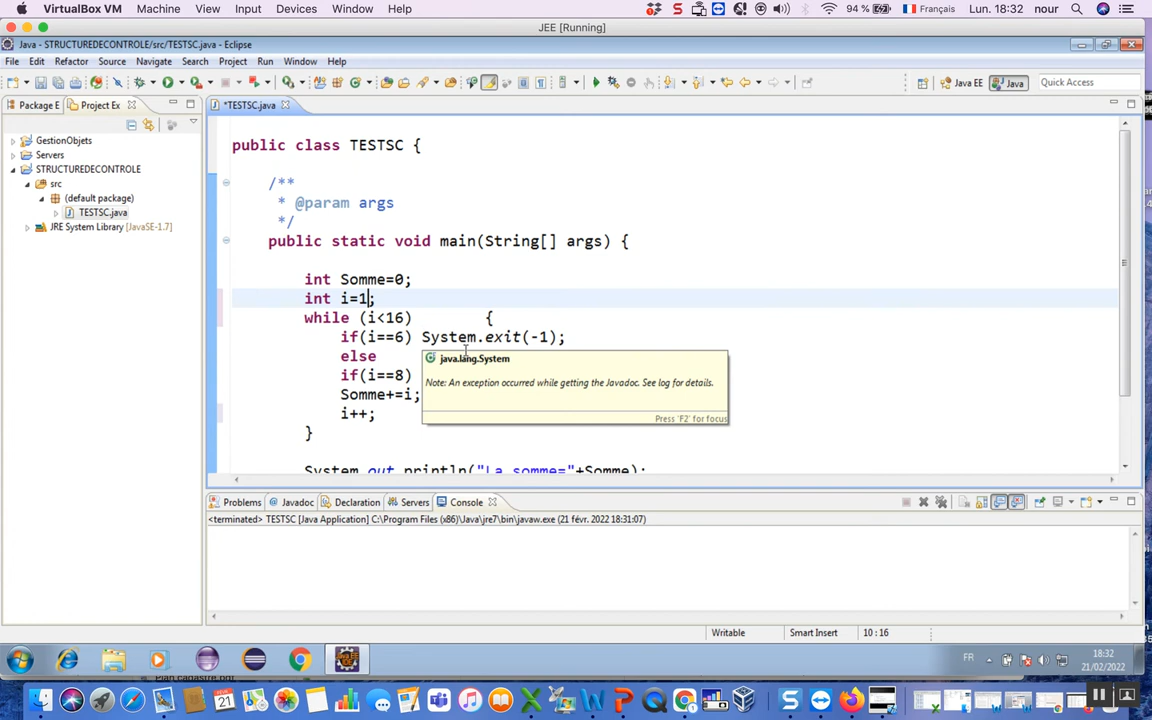 VirtualBox VM Machine View Input Devices Window Help 94 % Français Lun. 18:32 nour
JEE [Running]
Java - STRUCTUREDECONTROLE/src/TESTSC.java - Eclipse
File Edit Refactor Source Navigate Search Project Run Window Help
Java EE Java Quick Access
Package E Project Ex *TESTSC.java
GestionObjets
Servers
STRUCTUREDECONTROLE
src
(default package)
TESTSC.java
JRE System Library [JavaSE-1.7]
public class TESTSC {
/**
* @param args
*/
public static void main(String[] args) {
int Somme=0;
int i=1;
while (i<16) {
if(i==6) System.exit(-1);
else
if(i==8)
Somme+=i;
i++;
}
System.out.println("La somme="+Somme);
java.lang.System
Note: An exception occurred while getting the Javadoc. See log for details.
Press 'F2' for focus
Problems Javadoc Declaration Servers Console
<terminated> TESTSC [Java Application] C:\Program Files (x86)\Java\jre7\bin\javaw.exe (21 févr. 2022 18:31:07)
Writable Smart Insert 10 : 16
FR 18:32
21/02/2022
Plan cadastre.pdf